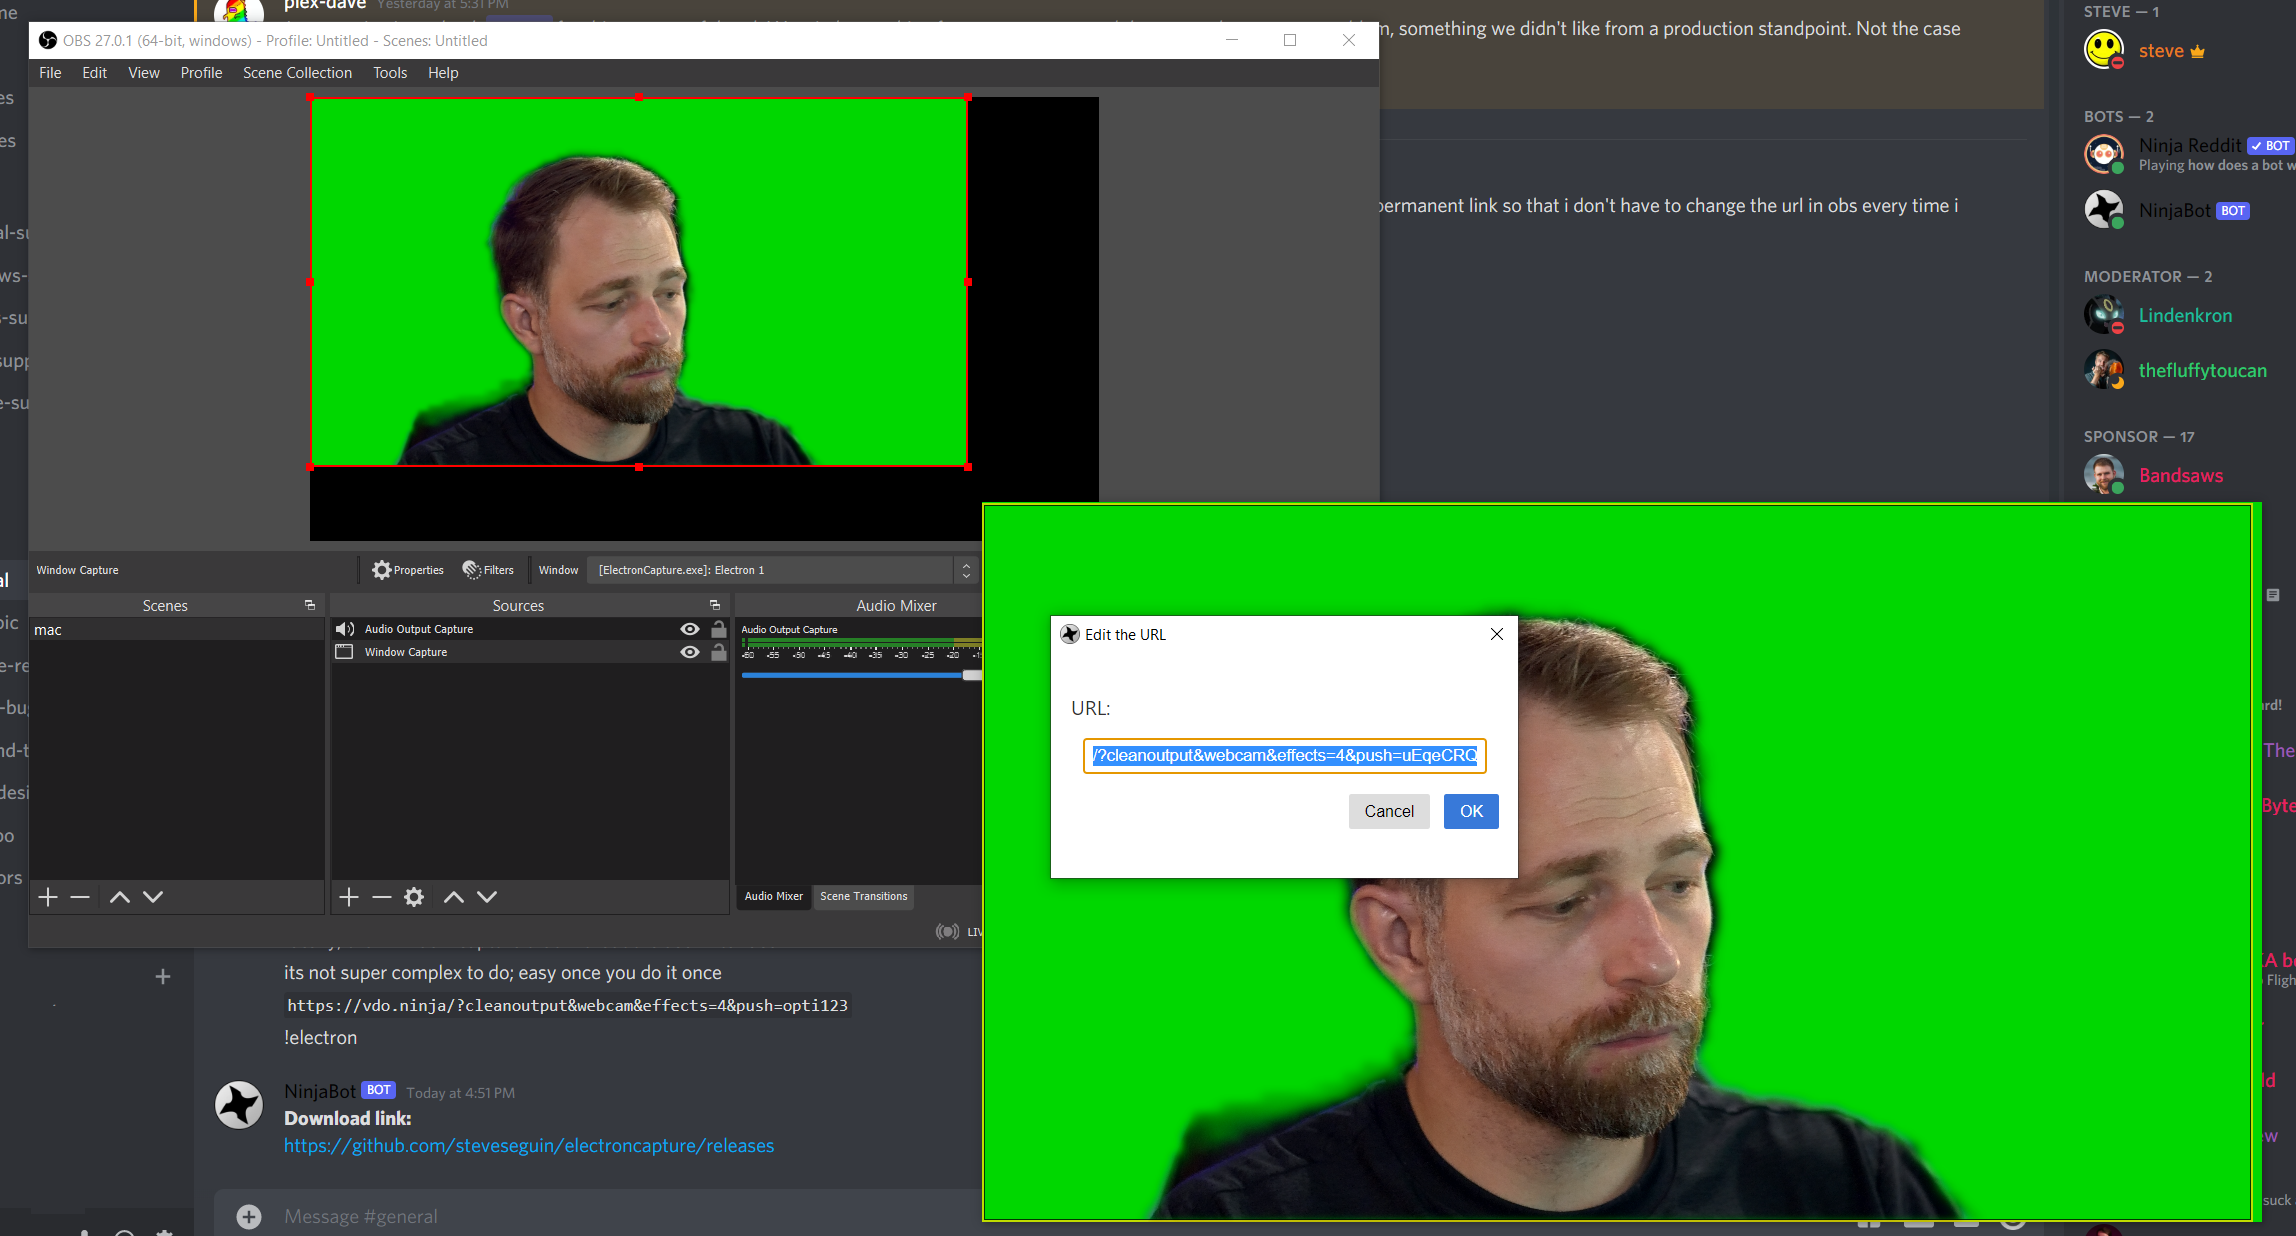 plex-dave Yesterday at 5:31 PM
n, something we didn't like from a production standpoint. Not the case
OBS 27.0.1 (64-bit, windows) - Profile: Untitled - Scenes: Untitled
File Edit View Profile Scene Collection Tools Help
permanent link so that i don't have to change the url in obs every time i
Window Capture
Properties
Filters
Window
[ElectronCapture.exe]: Electron 1
Scenes
Sources
Audio Mixer
mac
Audio Output Capture
Window Capture
Audio Output Capture
-60 -55 -50 -45 -40 -35 -30 -25 -20
Audio Mixer
Scene Transitions
LIV
Edit the URL
URL:
/?cleanoutput&webcam&effects=4&push=uEqeCRQ
Cancel
OK
its not super complex to do; easy once you do it once
https://vdo.ninja/?cleanoutput&webcam&effects=4&push=opti123
!electron
NinjaBot BOT Today at 4:51 PM
Download link:
https://github.com/steveseguin/electroncapture/releases
Message #general
STEVE — 1
steve
BOTS — 2
Ninja Reddit BOT
Playing how does a bot w
NinjaBot BOT
MODERATOR — 2
Lindenkron
thefluffytoucan
SPONSOR — 17
Bandsaws
The
Byte
Fligh
suck